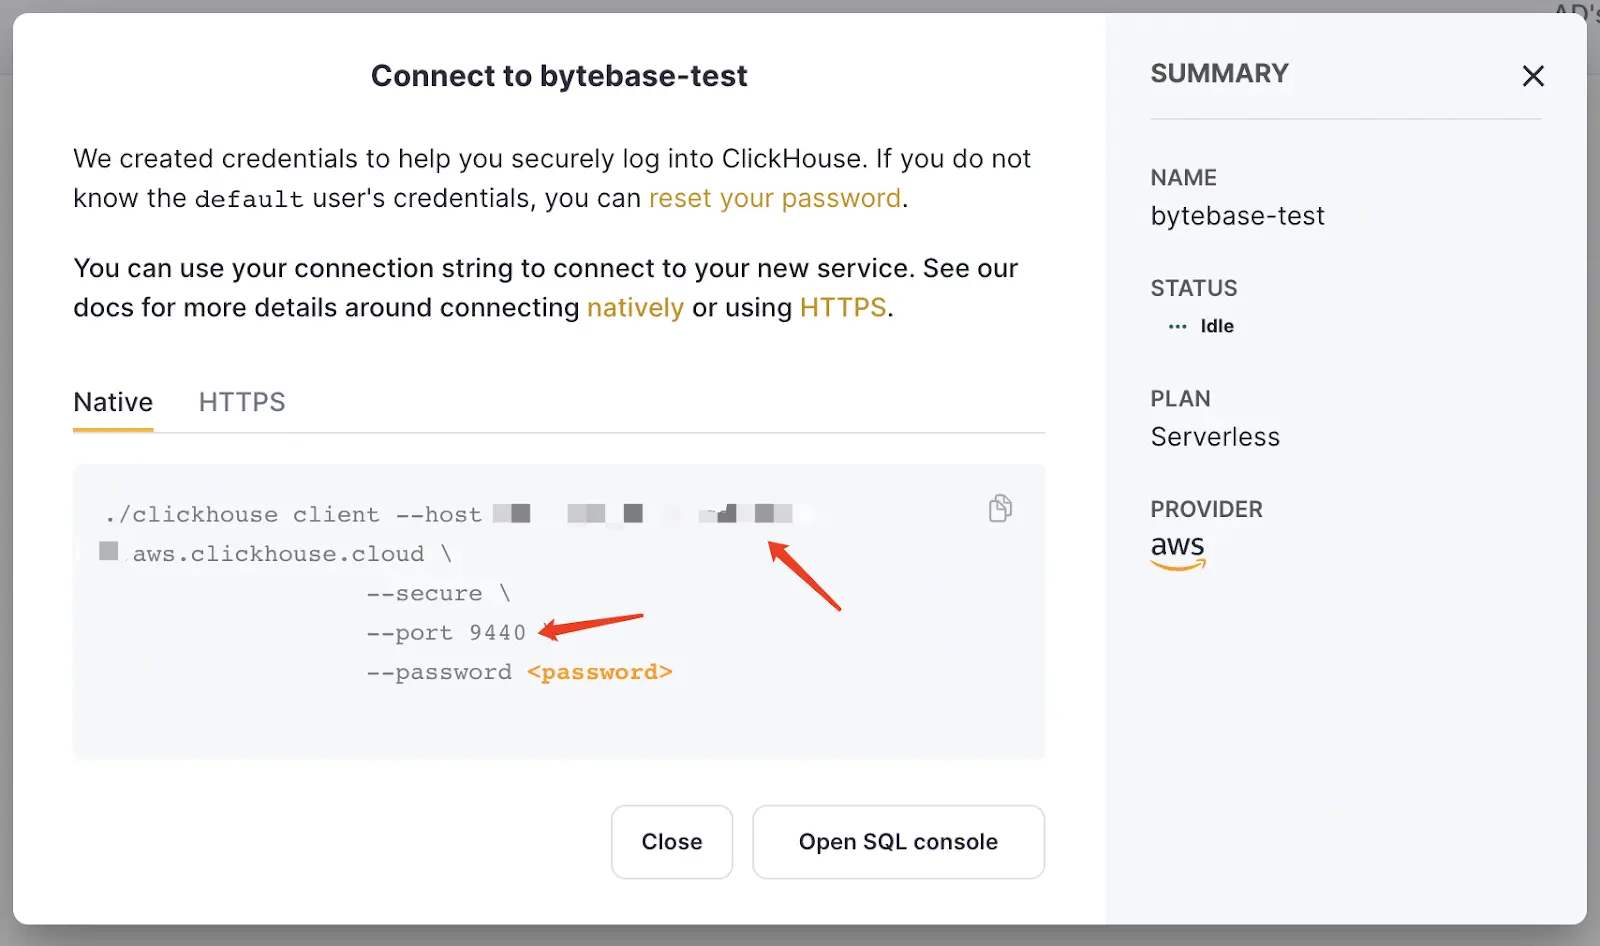 AD's
Connect to bytebase-test
We created credentials to help you securely log into ClickHouse. If you do not
know the default user's credentials, you can reset your password.
You can use your connection string to connect to your new service. See our
docs for more details around connecting natively or using HTTPS.
Native HTTPS
./clickhouse client --host
aws.clickhouse.cloud \
--secure \
--port 9440
--password <password>
Close Open SQL console
SUMMARY
NAME
bytebase-test
STATUS
••• Idle
PLAN
Serverless
PROVIDER
aws